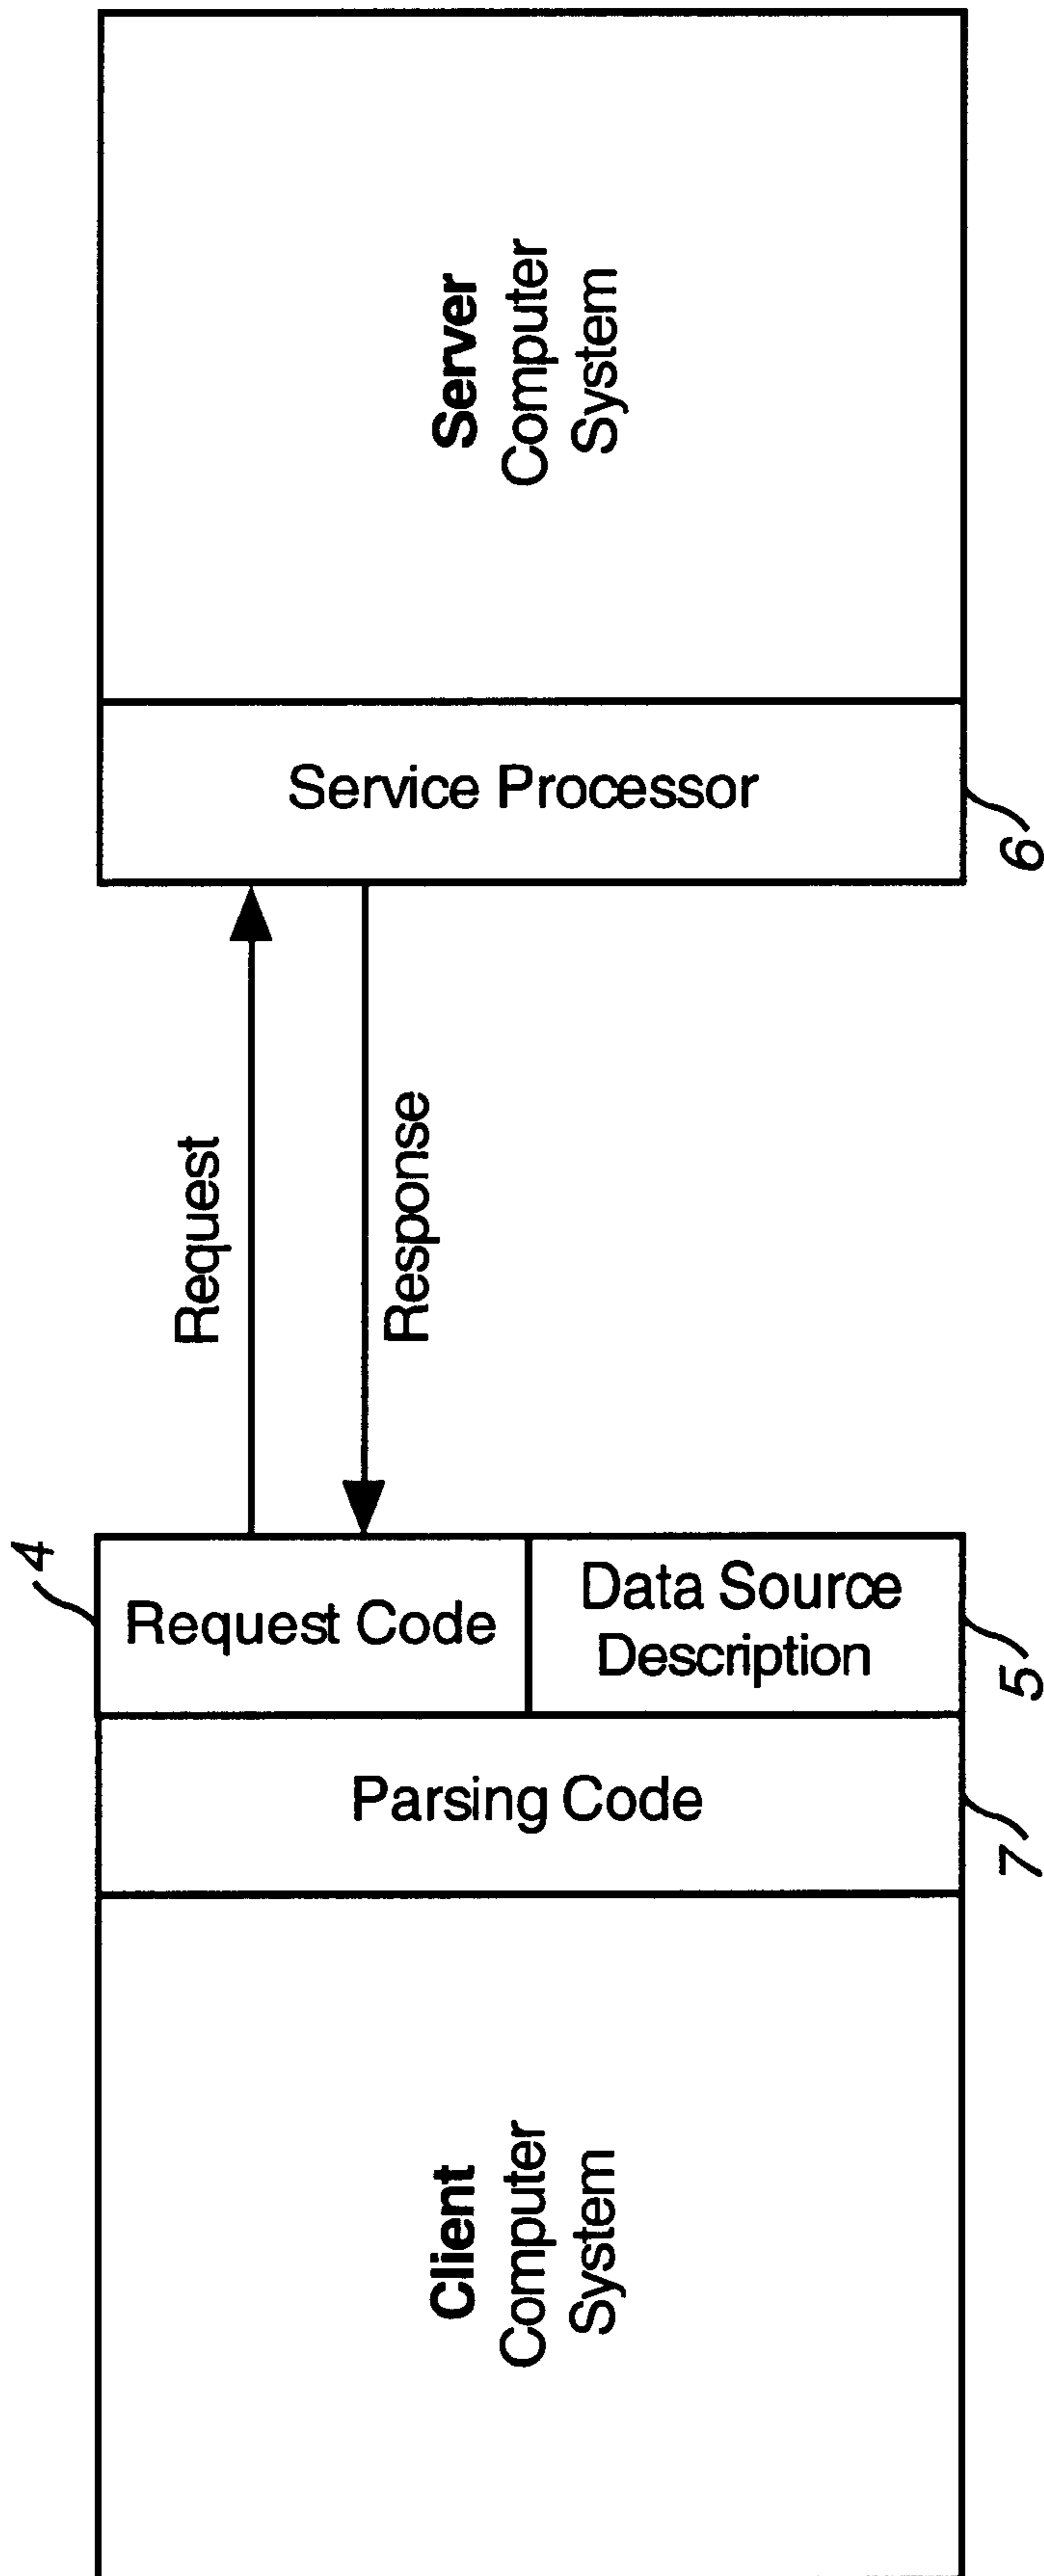 Server
Computer
System
Service Processor
6
Request
Response
4
Request Code
Data Source
Description
5
Parsing Code
7
Client
Computer
System